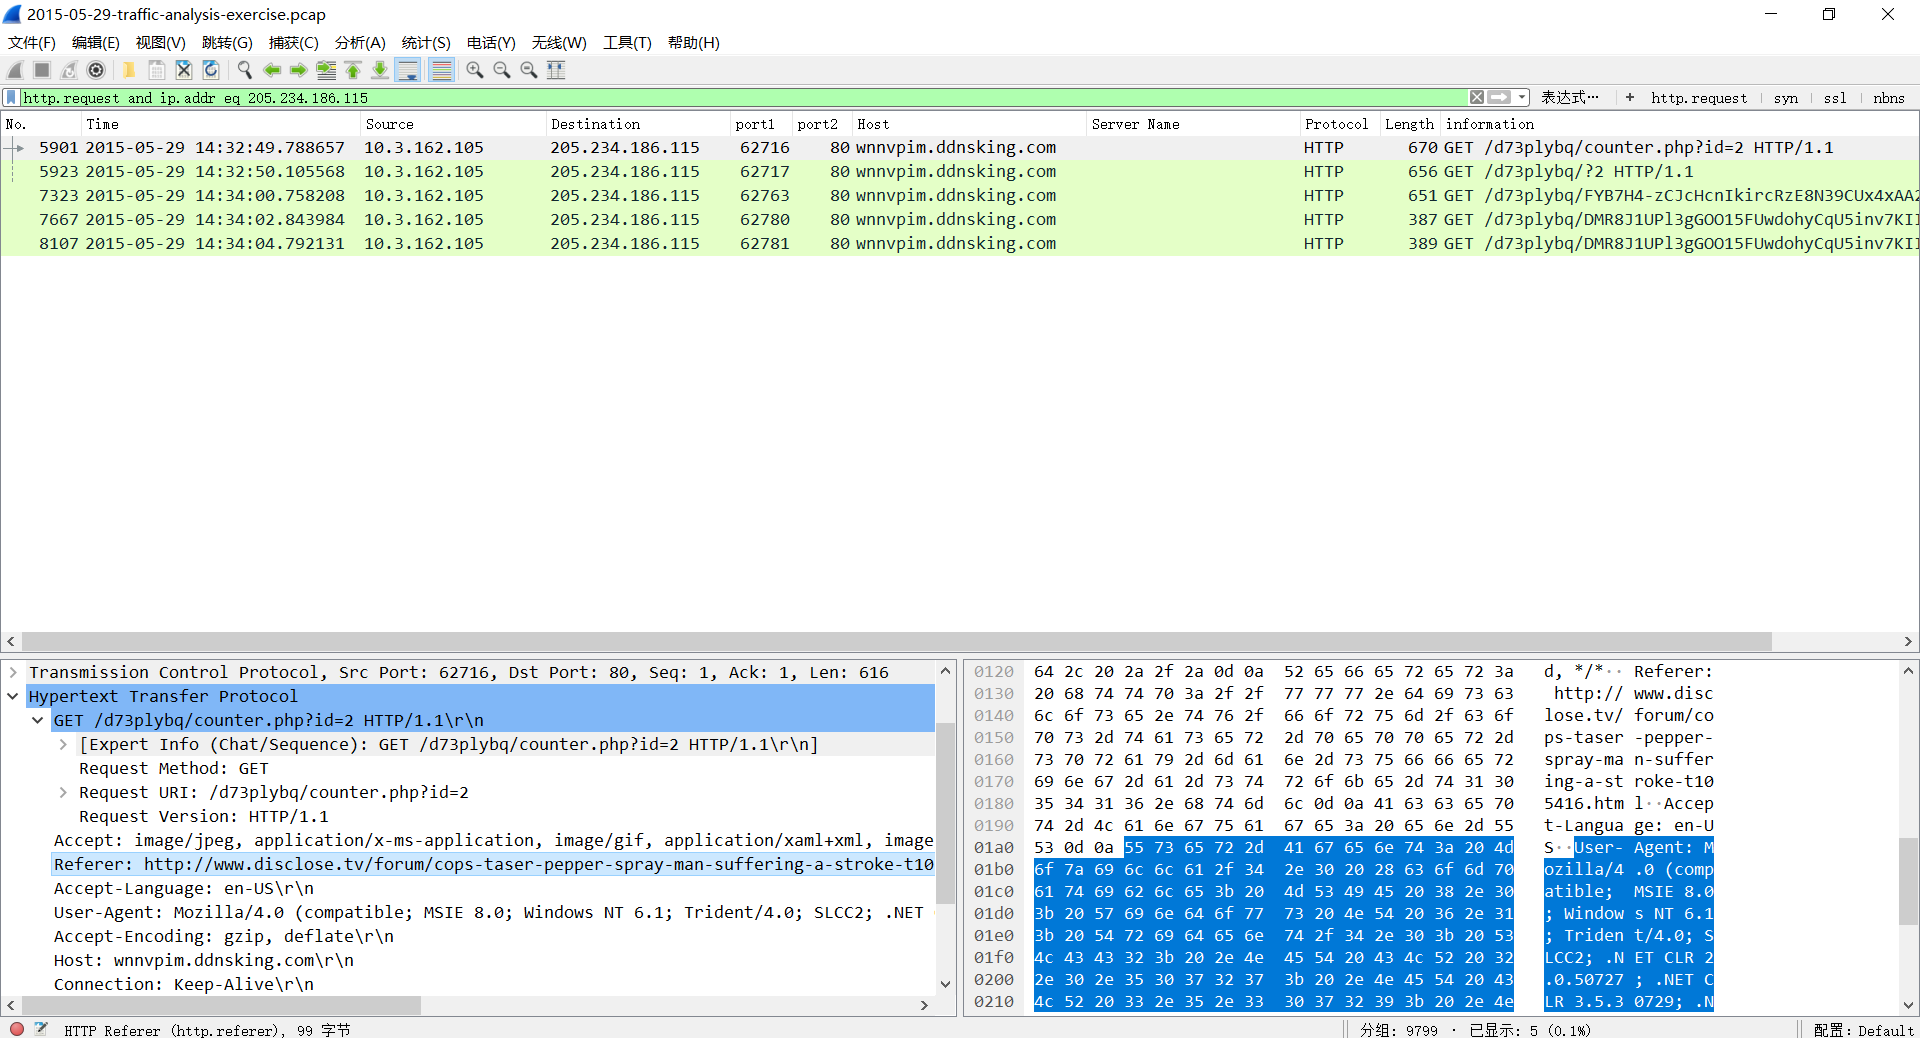 2015-05-29-traffic-analysis-exercise.pcap
文件(F) 编辑(E) 视图(V) 跳转(G) 捕获(C) 分析(A) 统计(S) 电话(Y) 无线(W) 工具(T) 帮助(H)
http.request and ip.addr eq 205.234.186.115 表达式… + http.request syn ssl nbns
No. Time Source Destination port1 port2 Host Server Name Protocol Length information
5901 2015-05-29 14:32:49.788657 10.3.162.105 205.234.186.115 62716 80 wnnvpim.ddnsking.com HTTP 670 GET /d73plybq/counter.php?id=2 HTTP/1.1
5923 2015-05-29 14:32:50.105568 10.3.162.105 205.234.186.115 62717 80 wnnvpim.ddnsking.com HTTP 656 GET /d73plybq/?2 HTTP/1.1
7323 2015-05-29 14:34:00.758208 10.3.162.105 205.234.186.115 62763 80 wnnvpim.ddnsking.com HTTP 651 GET /d73plybq/FYB7H4-zCJcHcnIkircRzE8N39CUx4xAA2
7667 2015-05-29 14:34:02.843984 10.3.162.105 205.234.186.115 62780 80 wnnvpim.ddnsking.com HTTP 387 GET /d73plybq/DMR8J1UPl3gGOO15FUwdohyCqU5inv7KII
8107 2015-05-29 14:34:04.792131 10.3.162.105 205.234.186.115 62781 80 wnnvpim.ddnsking.com HTTP 389 GET /d73plybq/DMR8J1UPl3gGOO15FUwdohyCqU5inv7KII
Transmission Control Protocol, Src Port: 62716, Dst Port: 80, Seq: 1, Ack: 1, Len: 616
Hypertext Transfer Protocol
GET /d73plybq/counter.php?id=2 HTTP/1.1\r\n
[Expert Info (Chat/Sequence): GET /d73plybq/counter.php?id=2 HTTP/1.1\r\n]
Request Method: GET
Request URI: /d73plybq/counter.php?id=2
Request Version: HTTP/1.1
Accept: image/jpeg, application/x-ms-application, image/gif, application/xaml+xml, image
Referer: http://www.disclose.tv/forum/cops-taser-pepper-spray-man-suffering-a-stroke-t10
Accept-Language: en-US\r\n
User-Agent: Mozilla/4.0 (compatible; MSIE 8.0; Windows NT 6.1; Trident/4.0; SLCC2; .NET
Accept-Encoding: gzip, deflate\r\n
Host: wnnvpim.ddnsking.com\r\n
Connection: Keep-Alive\r\n
0120 64 2c 20 2a 2f 2a 0d 0a 52 65 66 65 72 65 72 3a d, */*·· Referer:
0130 20 68 74 74 70 3a 2f 2f 77 77 77 2e 64 69 73 63 http:// www.disc
0140 6c 6f 73 65 2e 74 76 2f 66 6f 72 75 6d 2f 63 6f lose.tv/ forum/co
0150 70 73 2d 74 61 73 65 72 2d 70 65 70 70 65 72 2d ps-taser -pepper-
0160 73 70 72 61 79 2d 6d 61 6e 2d 73 75 66 66 65 72 spray-ma n-suffer
0170 69 6e 67 2d 61 2d 73 74 72 6f 6b 65 2d 74 31 30 ing-a-st roke-t10
0180 35 34 31 36 2e 68 74 6d 6c 0d 0a 41 63 63 65 70 5416.htm l··Accep
0190 74 2d 4c 61 6e 67 75 61 67 65 3a 20 65 6e 2d 55 t-Langua ge: en-U
01a0 53 0d 0a 55 73 65 72 2d 41 67 65 6e 74 3a 20 4d S··User- Agent: M
01b0 6f 7a 69 6c 6c 61 2f 34 2e 30 20 28 63 6f 6d 70 ozilla/4 .0 (comp
01c0 61 74 69 62 6c 65 3b 20 4d 53 49 45 20 38 2e 30 atible; MSIE 8.0
01d0 3b 20 57 69 6e 64 6f 77 73 20 4e 54 20 36 2e 31 ; Window s NT 6.1
01e0 3b 20 54 72 69 64 65 6e 74 2f 34 2e 30 3b 20 53 ; Triden t/4.0; S
01f0 4c 43 43 32 3b 20 2e 4e 45 54 20 43 4c 52 20 32 LCC2; .N ET CLR 2
0200 2e 30 2e 35 30 37 32 37 3b 20 2e 4e 45 54 20 43 .0.50727 ; .NET C
0210 4c 52 20 33 2e 35 2e 33 30 37 32 39 3b 20 2e 4e LR 3.5.3 0729; .N
HTTP Referer (http.referer), 99 字节 分组: 9799 · 已显示: 5 (0.1%) 配置: Default